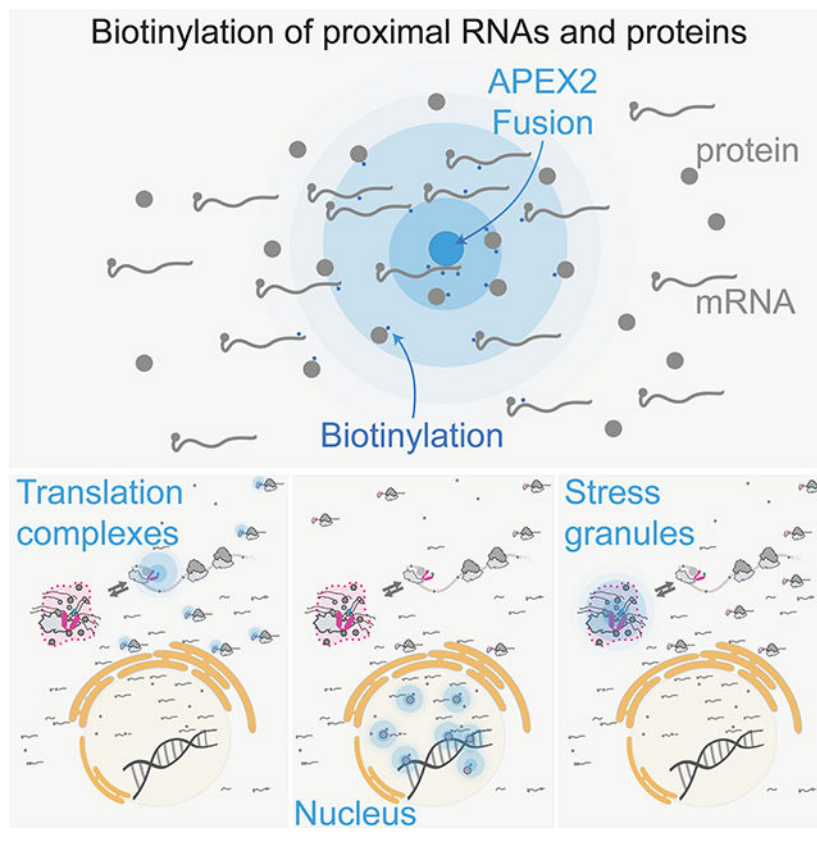 Biotinylation of proximal RNAs and proteins
APEX2
Fusion
protein
mRNA
Biotinylation
Translation
complexes
Nucleus
Stress
granules